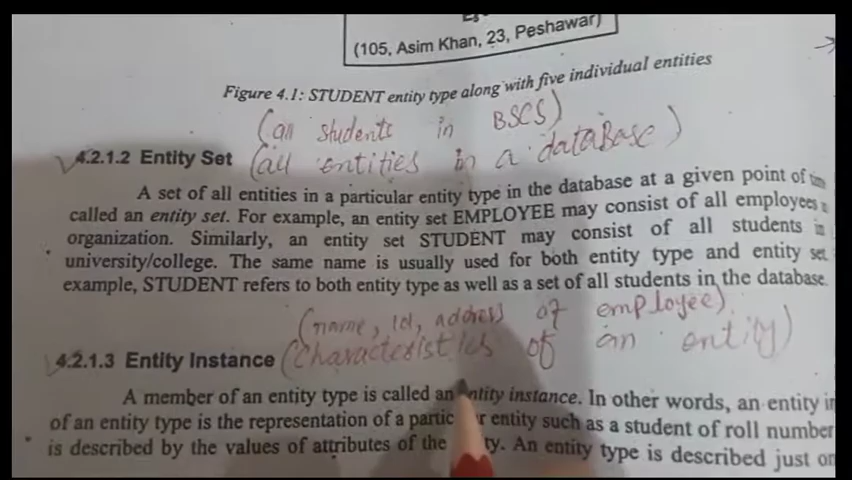 (105, Asim Khan, 23, Peshawar)
Figure 4.1: STUDENT entity type along with five individual entities
(all students in BSCS)
4.2.1.2 Entity Set (all entities in a dataBase)
A set of all entities in a particular entity type in the database at a given point of
called an entity set. For example, an entity set EMPLOYEE may consist of all employees
organization. Similarly, an entity set STUDENT may consist of all students in
university/college. The same name is usually used for both entity type and entity set
example, STUDENT refers to both entity type as well as a set of all students in the database.
(name, Id, address of employee)
4.2.1.3 Entity Instance (Characteristics of an entity)
A member of an entity type is called an entity instance. In other words, an entity in
of an entity type is the representation of a entity such as a student of roll number
is described by the values of attributes of the An entity type is described just on